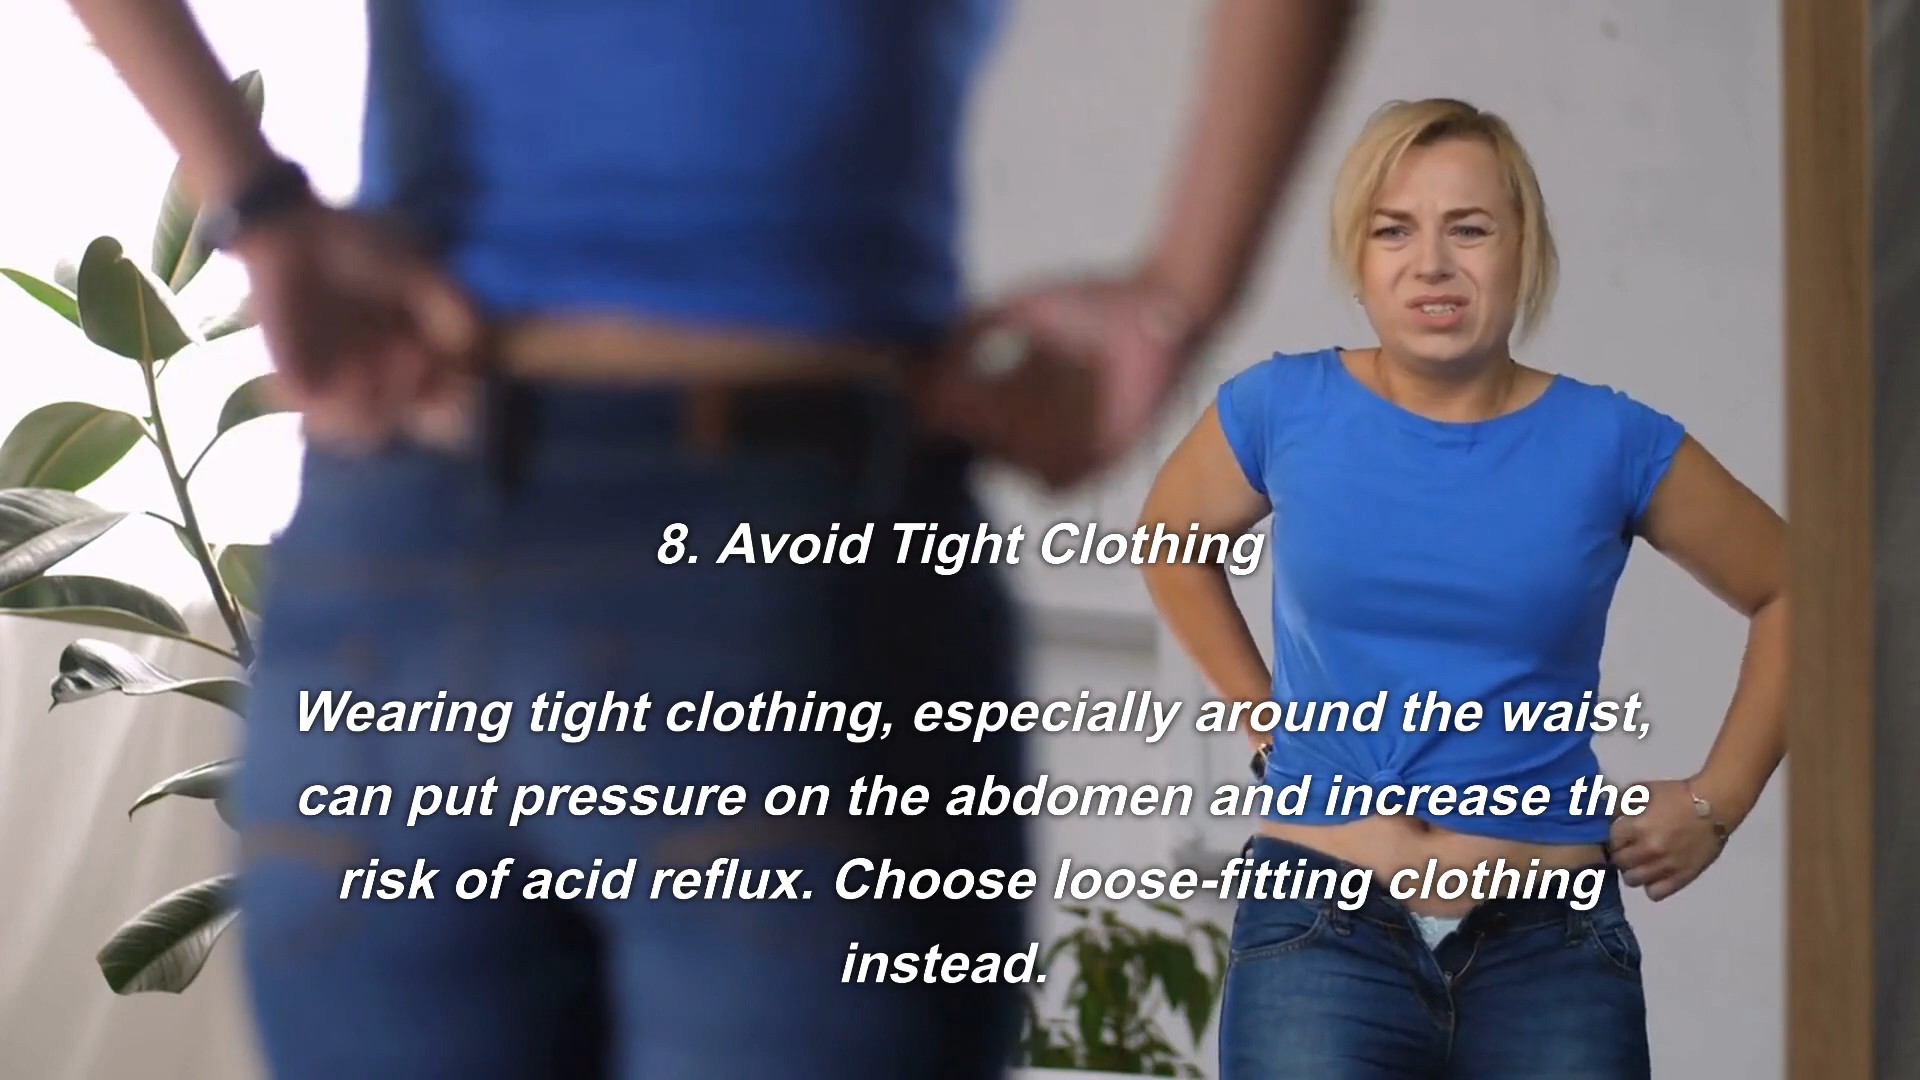 8. Avoid Tight Clothing
Wearing tight clothing, especially around the waist,
can put pressure on the abdomen and increase the
risk of acid reflux. Choose loose-fitting clothing
instead.